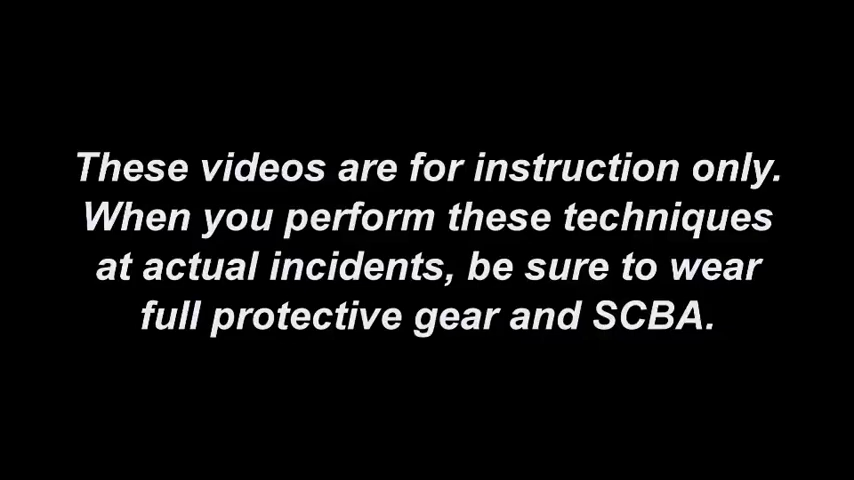 These videos are for instruction only.
When you perform these techniques
at actual incidents, be sure to wear
full protective gear and SCBA.